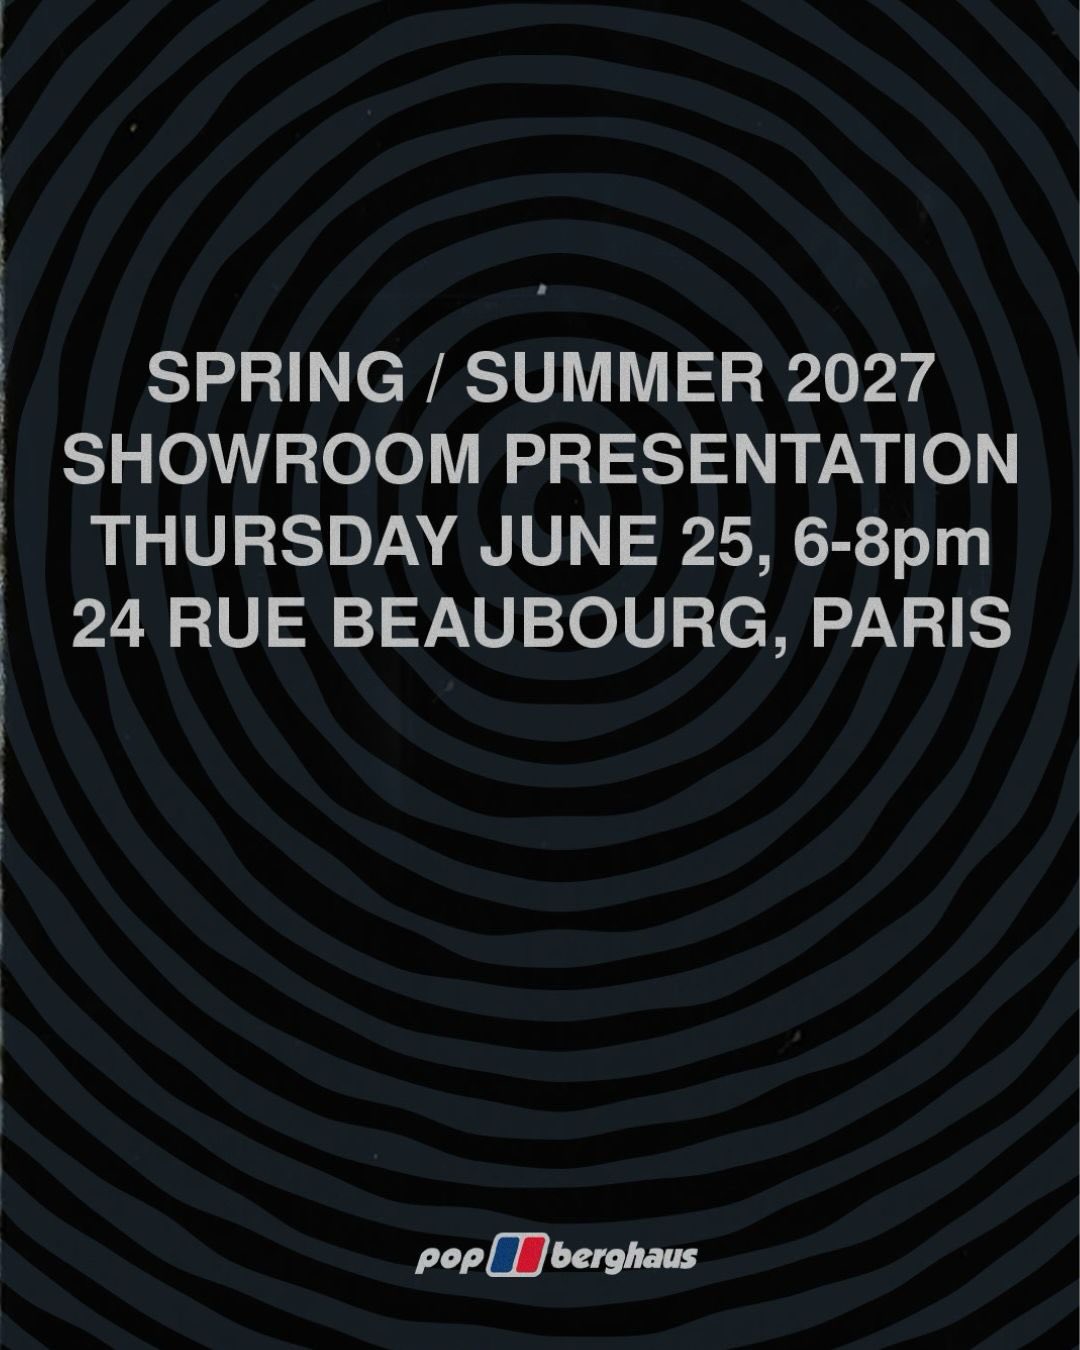 SPRING / SUMMER 2027
SHOWROOM PRESENTATION
THURSDAY JUNE 25, 6-8pm
24 RUE BEAUBOURG, PARIS
pop berghaus